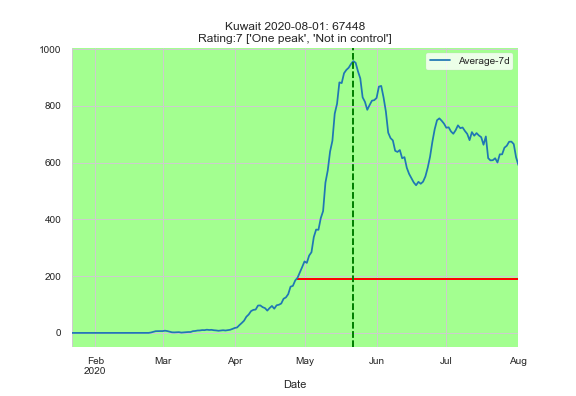 Kuwait 2020-08-01: 67448
Rating:7 ['One peak', 'Not in control']
Average-7d
1000
800
600
400
200
0
Feb
2020
Mar
Apr
May
Jun
Jul
Aug
Date